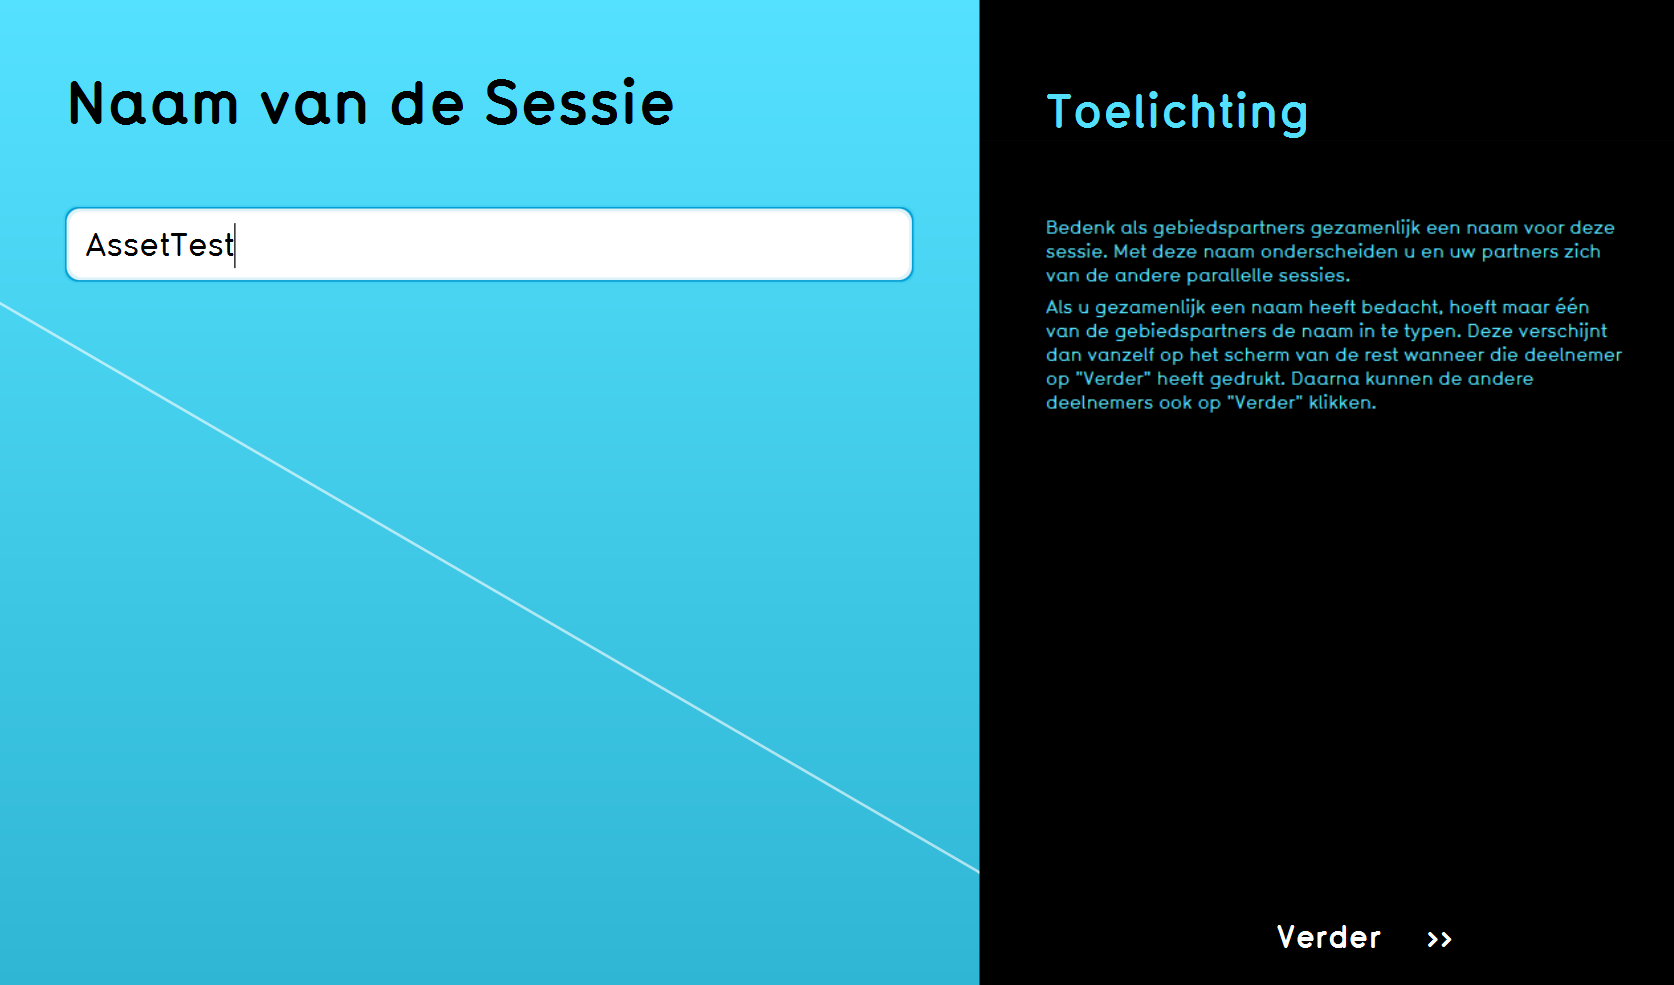 Naam van de Sessie
AssetTest
Toelichting
Bedenk als gebiedspartners gezamenlijk een naam voor deze
sessie. Met deze naam onderscheiden u en uw partners zich
van de andere parallelle sessies.
Als u gezamenlijk een naam heeft bedacht, hoeft maar één
van de gebiedspartners de naam in te typen. Deze verschijnt
dan vanzelf op het scherm van de rest wanneer die deelnemer
op "Verder" heeft gedrukt. Daarna kunnen de andere
deelnemers ook op "Verder" klikken.
Verder >>